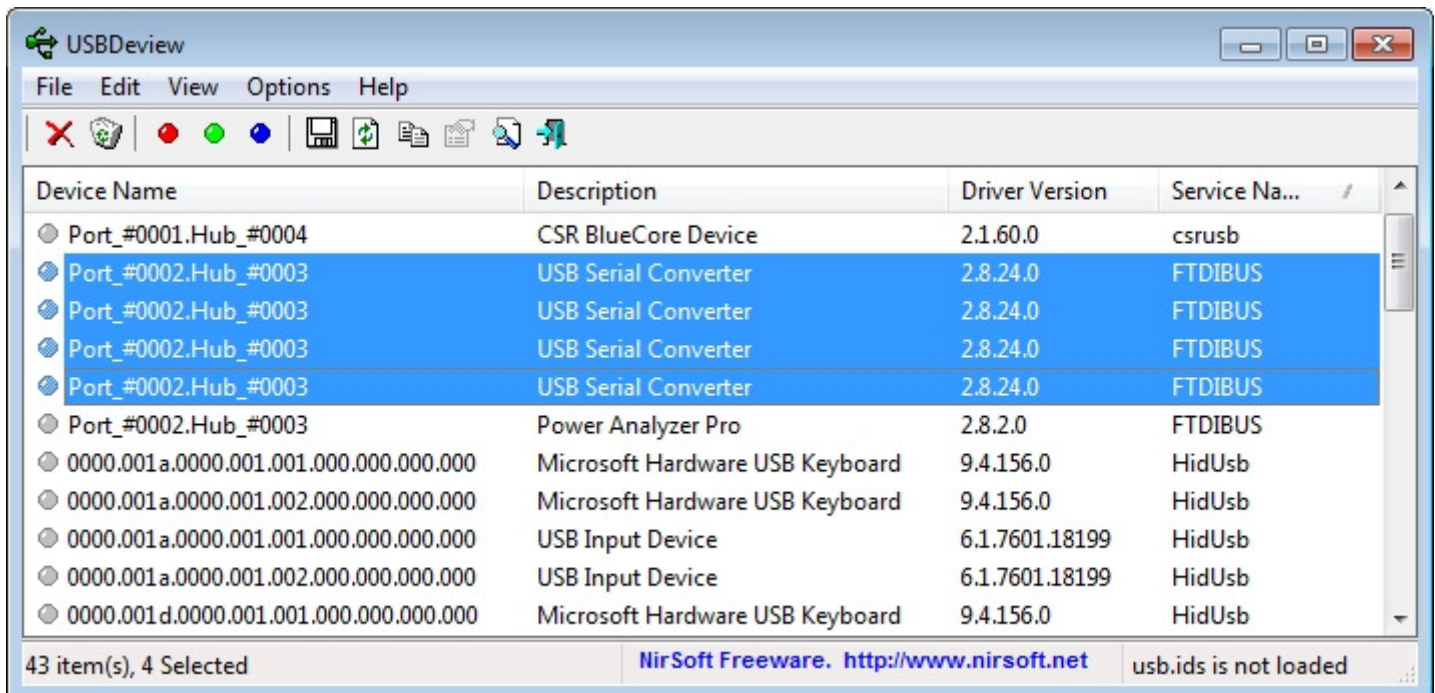 USBDeview
File Edit View Options Help
Device Name Description Driver Version Service Na...
Port_#0001.Hub_#0004 CSR BlueCore Device 2.1.60.0 csrusb
Port_#0002.Hub_#0003 USB Serial Converter 2.8.24.0 FTDIBUS
Port_#0002.Hub_#0003 USB Serial Converter 2.8.24.0 FTDIBUS
Port_#0002.Hub_#0003 USB Serial Converter 2.8.24.0 FTDIBUS
Port_#0002.Hub_#0003 USB Serial Converter 2.8.24.0 FTDIBUS
Port_#0002.Hub_#0003 Power Analyzer Pro 2.8.2.0 FTDIBUS
0000.001a.0000.001.001.000.000.000.000 Microsoft Hardware USB Keyboard 9.4.156.0 HidUsb
0000.001a.0000.001.002.000.000.000.000 Microsoft Hardware USB Keyboard 9.4.156.0 HidUsb
0000.001a.0000.001.001.000.000.000.000 USB Input Device 6.1.7601.18199 HidUsb
0000.001a.0000.001.002.000.000.000.000 USB Input Device 6.1.7601.18199 HidUsb
0000.001d.0000.001.001.000.000.000.000 Microsoft Hardware USB Keyboard 9.4.156.0 HidUsb
43 item(s), 4 Selected NirSoft Freeware. http://www.nirsoft.net usb.ids is not loaded